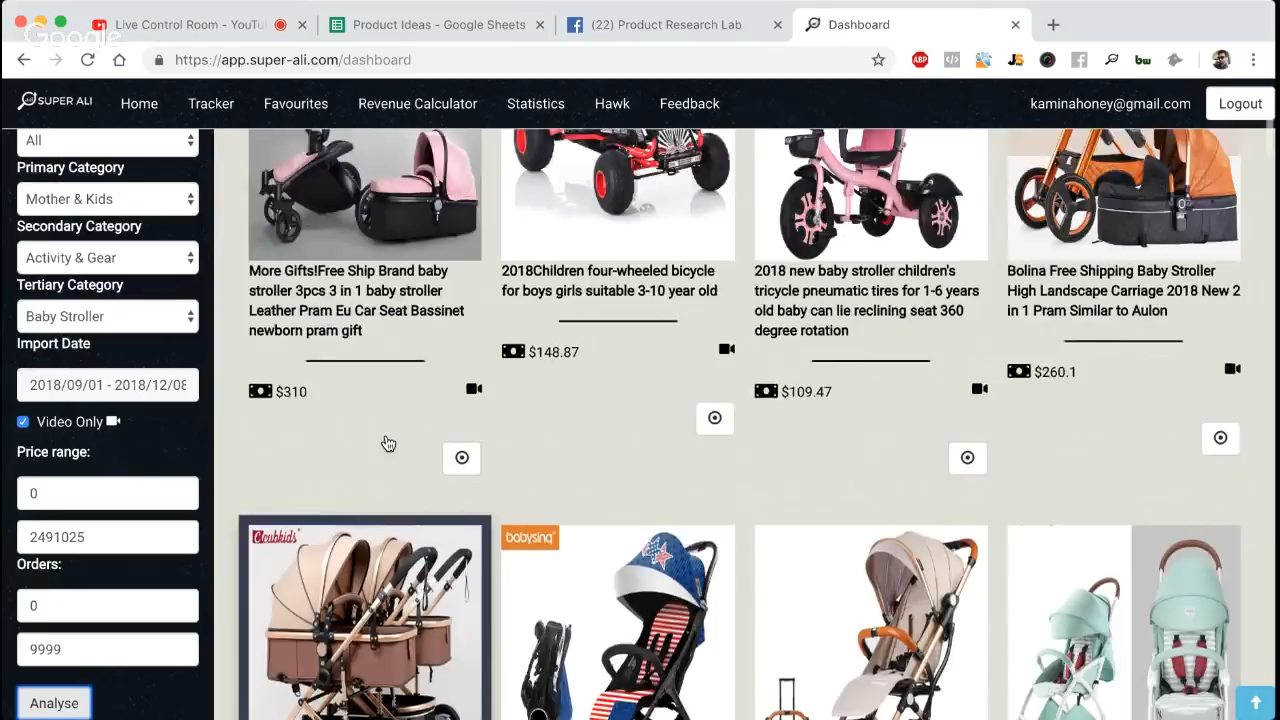 Live Control Room - YouTu
Product Ideas - Google Sheets
(22) Product Research Lab
Dashboard
Google
https://app.super-ali.com/dashboard
ABP
JS
bw
SUPER ALI
Home
Tracker
Favourites
Revenue Calculator
Statistics
Hawk
Feedback
kaminahoney@gmail.com
Logout
All
Primary Category
Mother & Kids
Secondary Category
Activity & Gear
Tertiary Category
Baby Stroller
Import Date
2018/09/01 - 2018/12/08
Video Only
Price range:
0
2491025
Orders:
0
9999
Analyse
More Gifts!Free Ship Brand baby
stroller 3pcs 3 in 1 baby stroller
Leather Pram Eu Car Seat Bassinet
newborn pram gift
$310
2018Children four-wheeled bicycle
for boys girls suitable 3-10 year old
$148.87
2018 new baby stroller children's
tricycle pneumatic tires for 1-6 years
old baby can lie reclining seat 360
degree rotation
$109.47
Bolina Free Shipping Baby Stroller
High Landscape Carriage 2018 New 2
in 1 Pram Similar to Aulon
$260.1
Coubkids
babysing